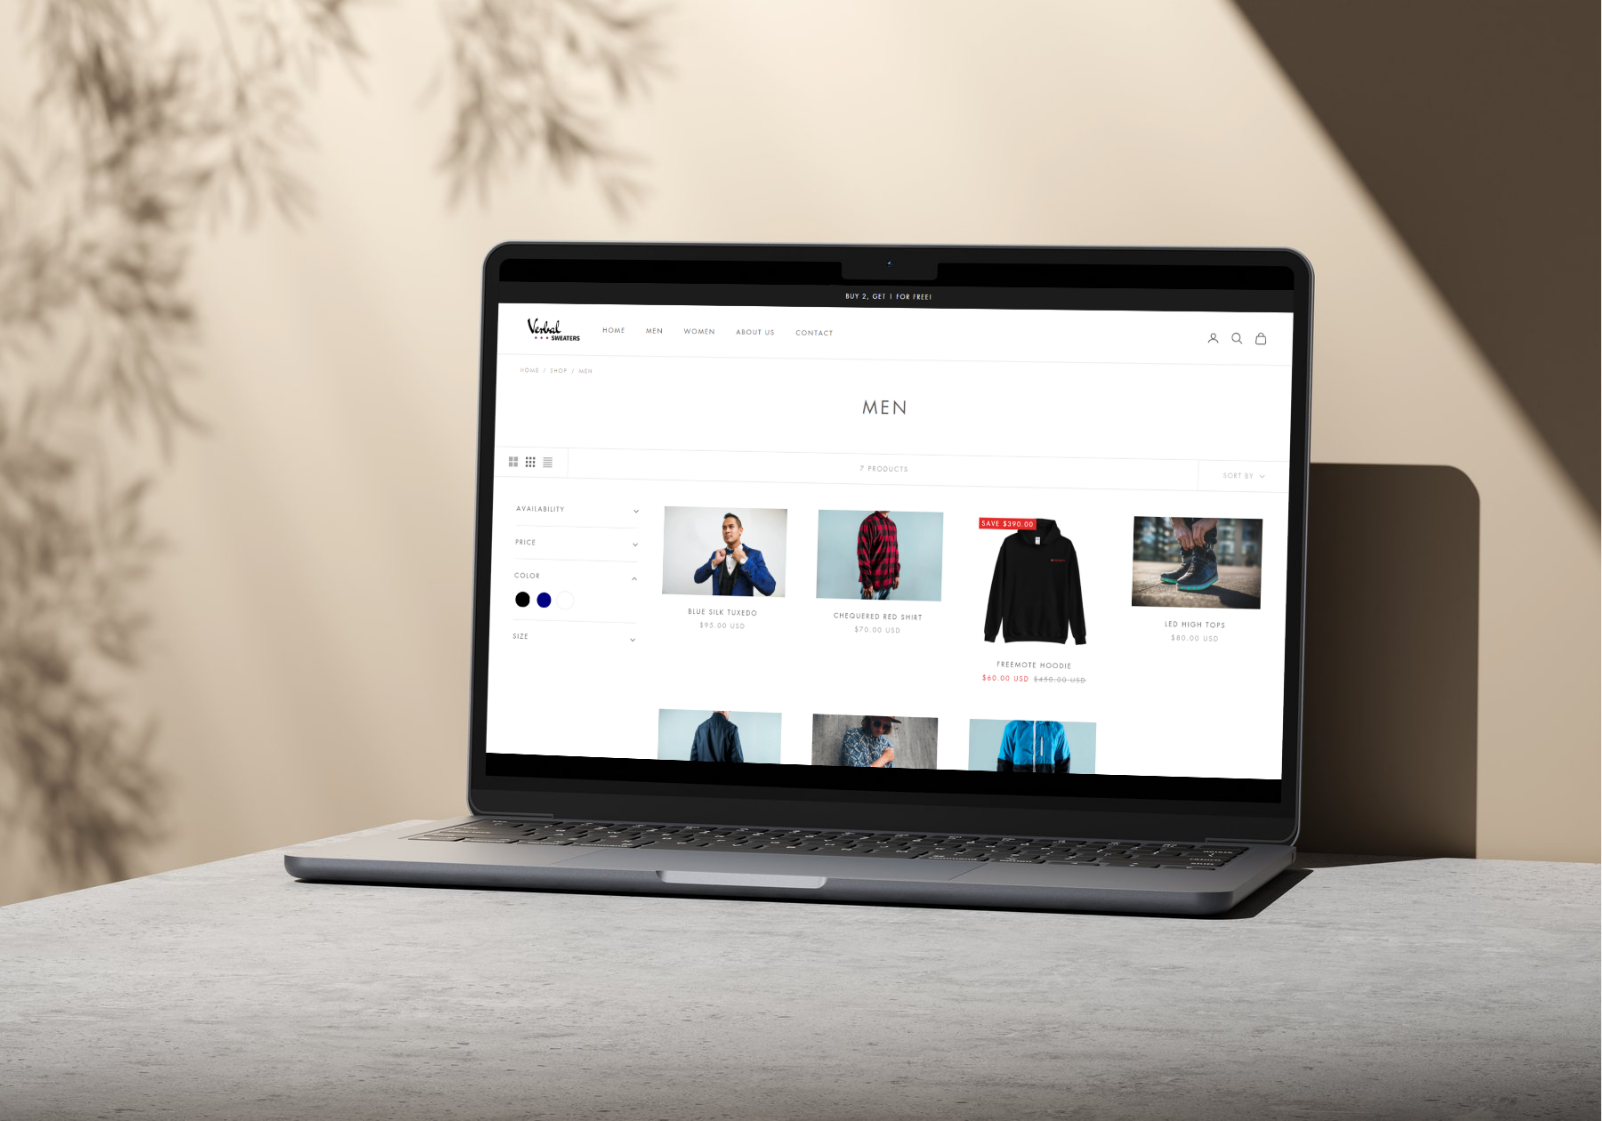 BUY 2, GET 1 FOR FREE!
Verbal
SWEATERS
HOME MEN WOMEN ABOUT US CONTACT
HOME / SHOP / MEN
MEN
7 PRODUCTS
SORT BY
AVAILABILITY
PRICE
COLOR
SIZE
BLUE SILK TUXEDO
$95.00 USD
CHEQUERED RED SHIRT
$70.00 USD
SAVE $390.00
FREEMOTE HOODIE
$60.00 USD $450.00 USD
LED HIGH TOPS
$80.00 USD